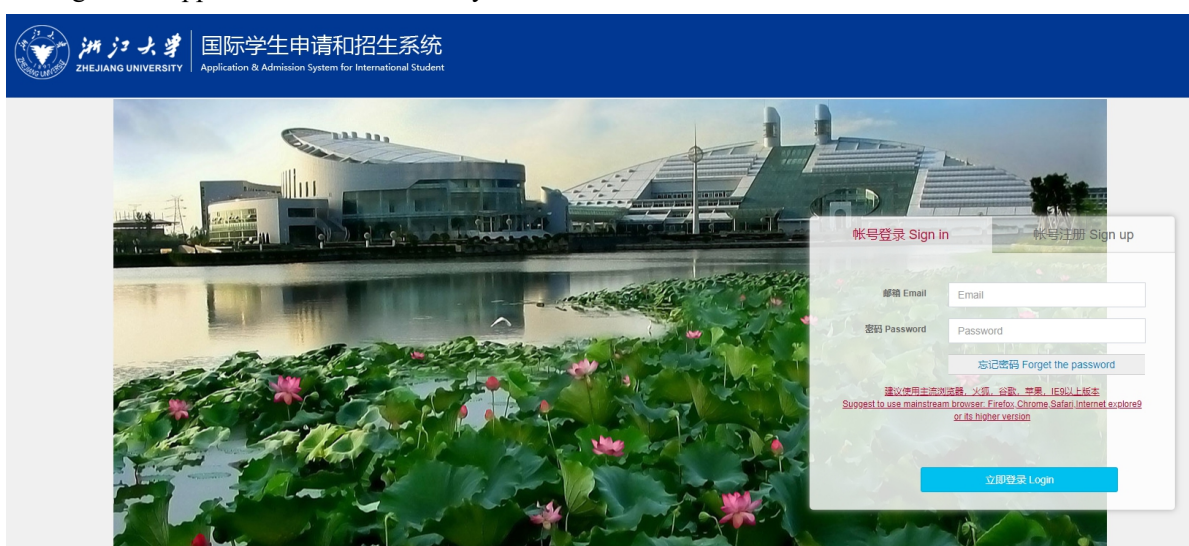 浙江大学
ZHEJIANG UNIVERSITY
国际学生申请和招生系统
Application & Admission System for International Student
帐号登录 Sign in
帐号注册 Sign up
邮箱 Email
Email
密码 Password
Password
忘记密码 Forget the password
建议使用主流浏览器，火狐，谷歌，苹果，IE9以上版本
Suggest to use mainstream browser: Firefox,Chrome,Safari,Internet explore9
or its higher version
立即登录 Login